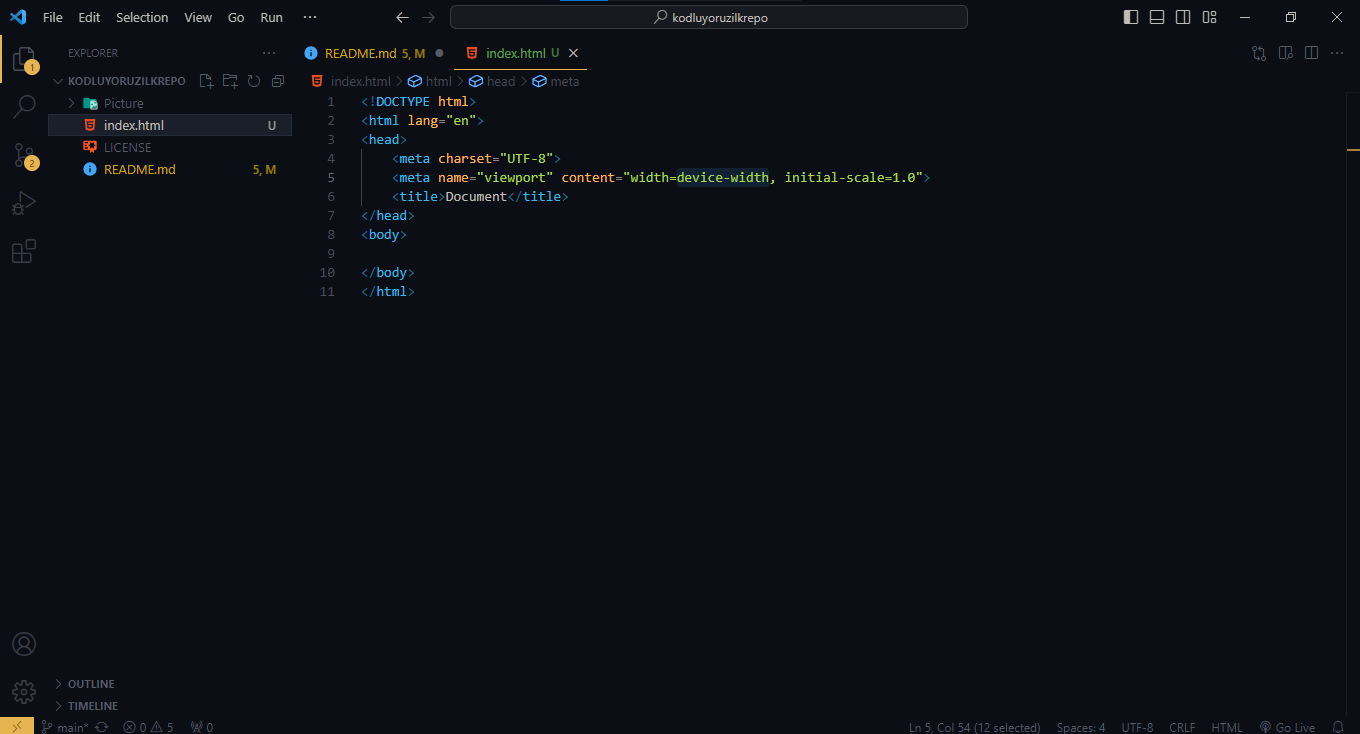 File Edit Selection View Go Run ···
kodluyoruzilkrepo
EXPLORER
README.md 5, M
index.html U
KODLUYORUZILKREPO
index.html > html > head > meta
Picture
index.html U
LICENSE
README.md 5, M
1
2
1 <!DOCTYPE html>
2 <html lang="en">
3 <head>
4 <meta charset="UTF-8">
5 <meta name="viewport" content="width=device-width, initial-scale=1.0">
6 <title>Document</title>
7 </head>
8 <body>
9
10 </body>
11 </html>
OUTLINE
TIMELINE
main* 0 5 0
Ln 5, Col 54 (12 selected) Spaces: 4 UTF-8 CRLF HTML Go Live